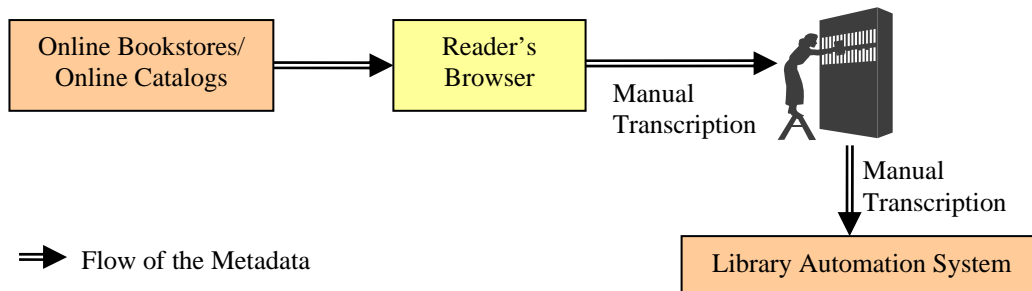 Online Bookstores/
Online Catalogs
Reader’s
Browser
Manual
Transcription
Manual
Transcription
Flow of the Metadata
Library Automation System